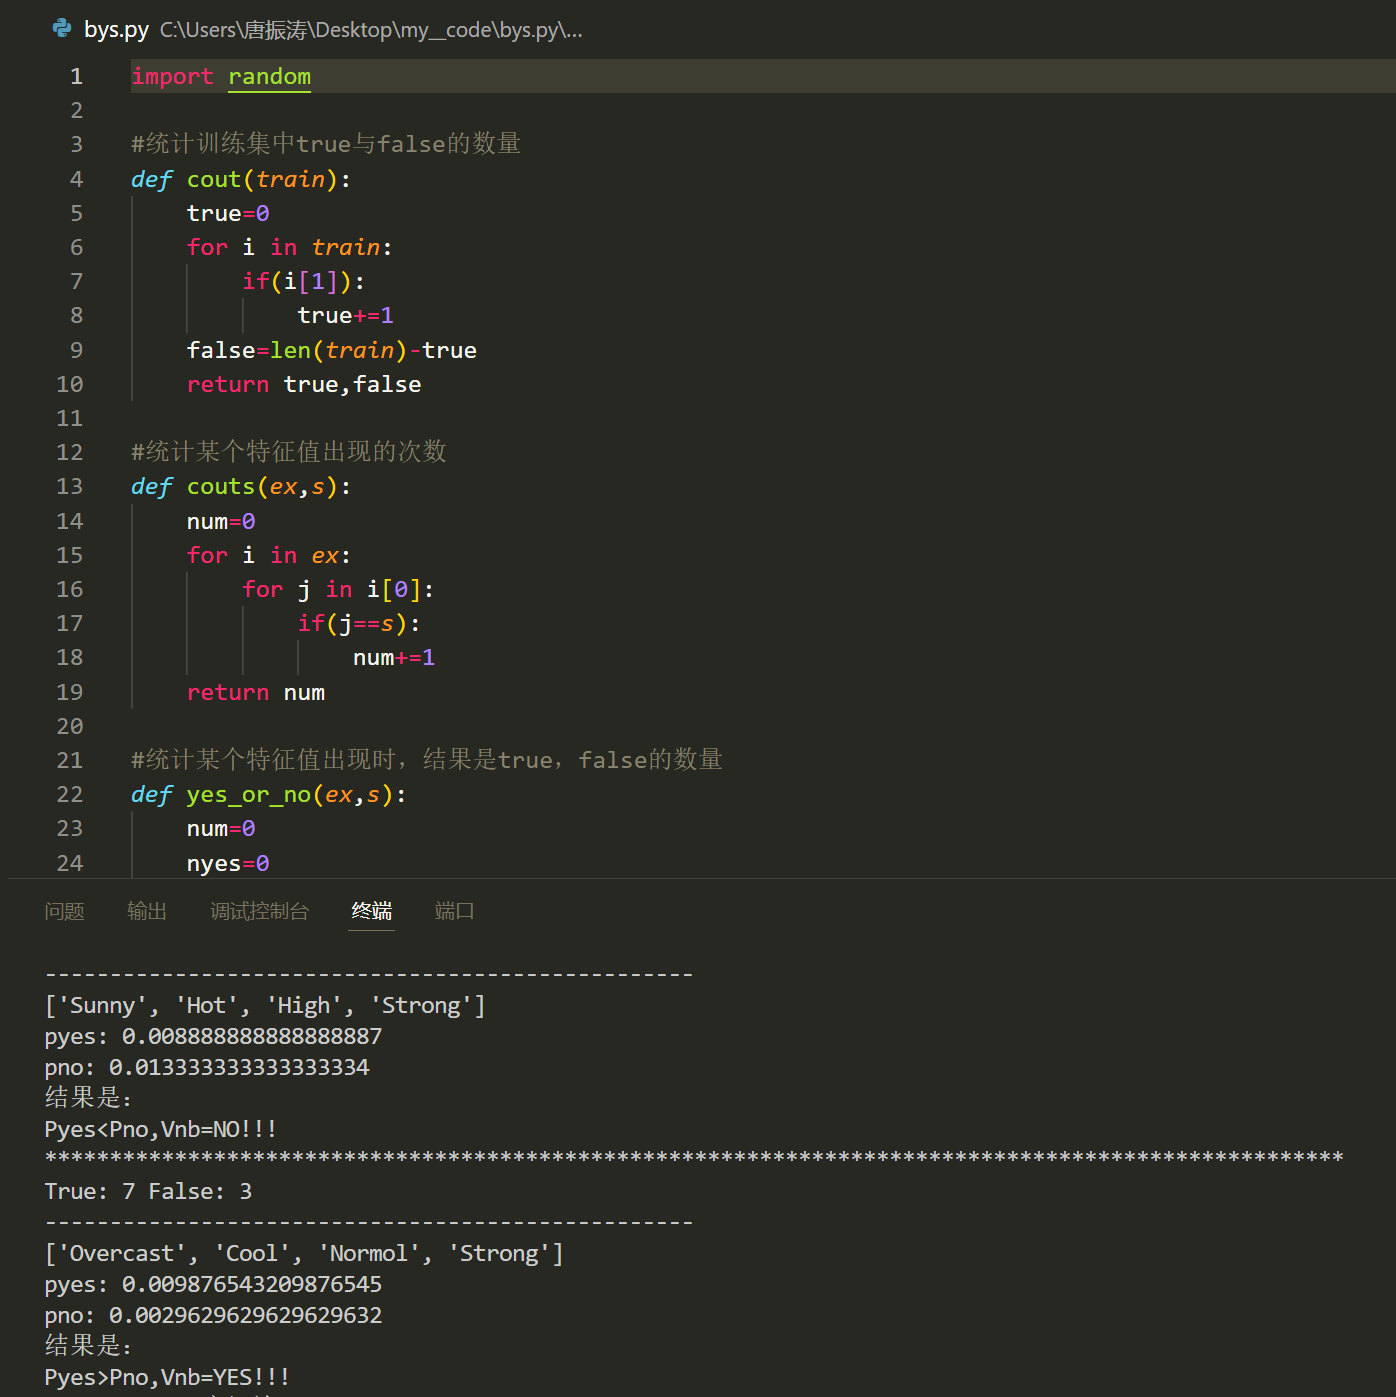 bys.py C:\Users\唐振涛\Desktop\my__code\bys.py\...
1 import random
2
3 #统计训练集中true与false的数量
4 def cout(train):
5 true=0
6 for i in train:
7 if(i[1]):
8 true+=1
9 false=len(train)-true
10 return true,false
11
12 #统计某个特征值出现的次数
13 def couts(ex,s):
14 num=0
15 for i in ex:
16 for j in i[0]:
17 if(j==s):
18 num+=1
19 return num
20
21 #统计某个特征值出现时，结果是true，false的数量
22 def yes_or_no(ex,s):
23 num=0
24 nyes=0
问题 输出 调试控制台 终端 端口
--------------------------------------------------
['Sunny', 'Hot', 'High', 'Strong']
pyes: 0.008888888888888887
pno: 0.013333333333333334
结果是:
Pyes<Pno,Vnb=NO!!!
****************************************************************************************************
True: 7 False: 3
--------------------------------------------------
['Overcast', 'Cool', 'Normol', 'Strong']
pyes: 0.009876543209876545
pno: 0.0029629629629629632
结果是:
Pyes>Pno,Vnb=YES!!!